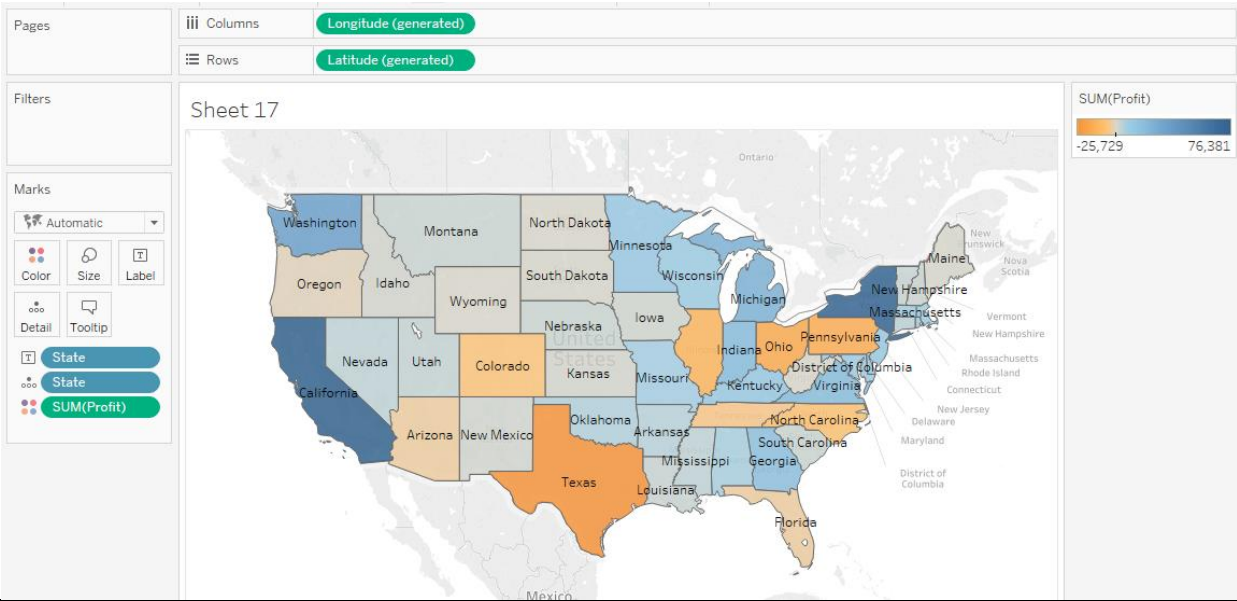 Pages
Columns
Longitude (generated)
Rows
Latitude (generated)
Filters
Marks
Automatic
Color
Size
Label
Detail
Tooltip
State
State
SUM(Profit)
Sheet 17
Ontario
New
Brunswick
Nova
Scotia
Washington
Montana
North Dakota
Minnesota
Maine
Oregon
Idaho
South Dakota
Wisconsin
Wyoming
Michigan
New Hampshire
Massachusetts
Vermont
New Hampshire
Iowa
Nebraska
United
States
Nevada
Utah
Colorado
Kansas
Missouri
Indiana
Ohio
Pennsylvania
District of Columbia
Kentucky
Virginia
Massachusetts
Rhode Island
Connecticut
New Jersey
Delaware
Maryland
District of
Columbia
California
Arizona
New Mexico
Oklahoma
Arkansas
North Carolina
South Carolina
Mississippi
Georgia
Texas
Louisiana
Florida
Mexico
SUM(Profit)
-25,729
76,381